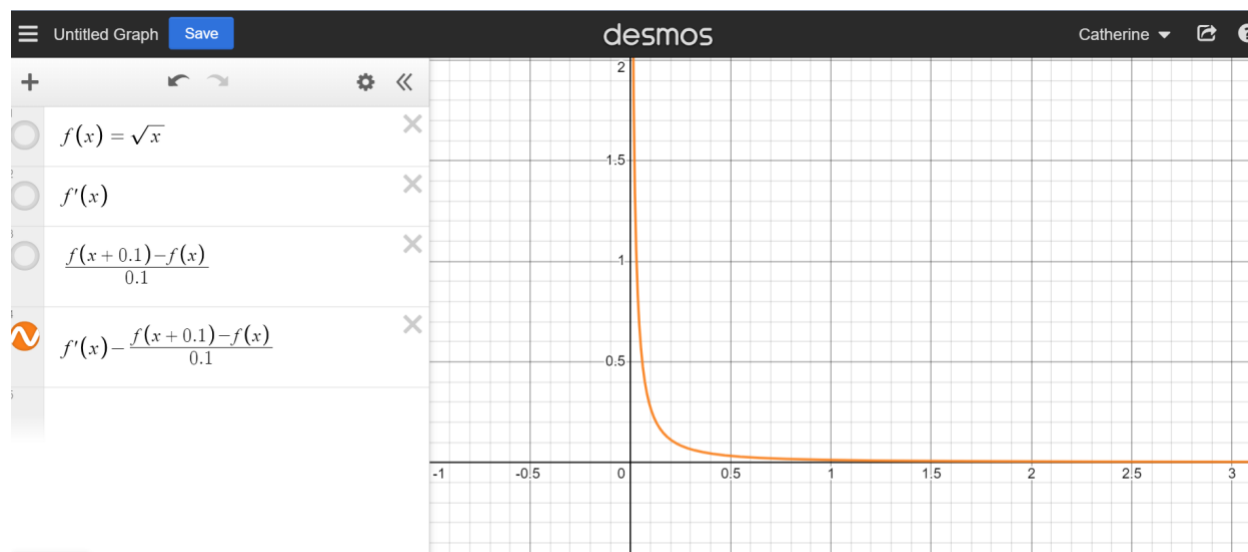 Untitled Graph Save desmos Catherine
f(x) = √x
f′(x)
f(x+0.1)−f(x)
0.1
f′(x)− f(x+0.1)−f(x)
0.1
2
1.5
1
0.5
-1 -0.5 0 0.5 1 1.5 2 2.5 3